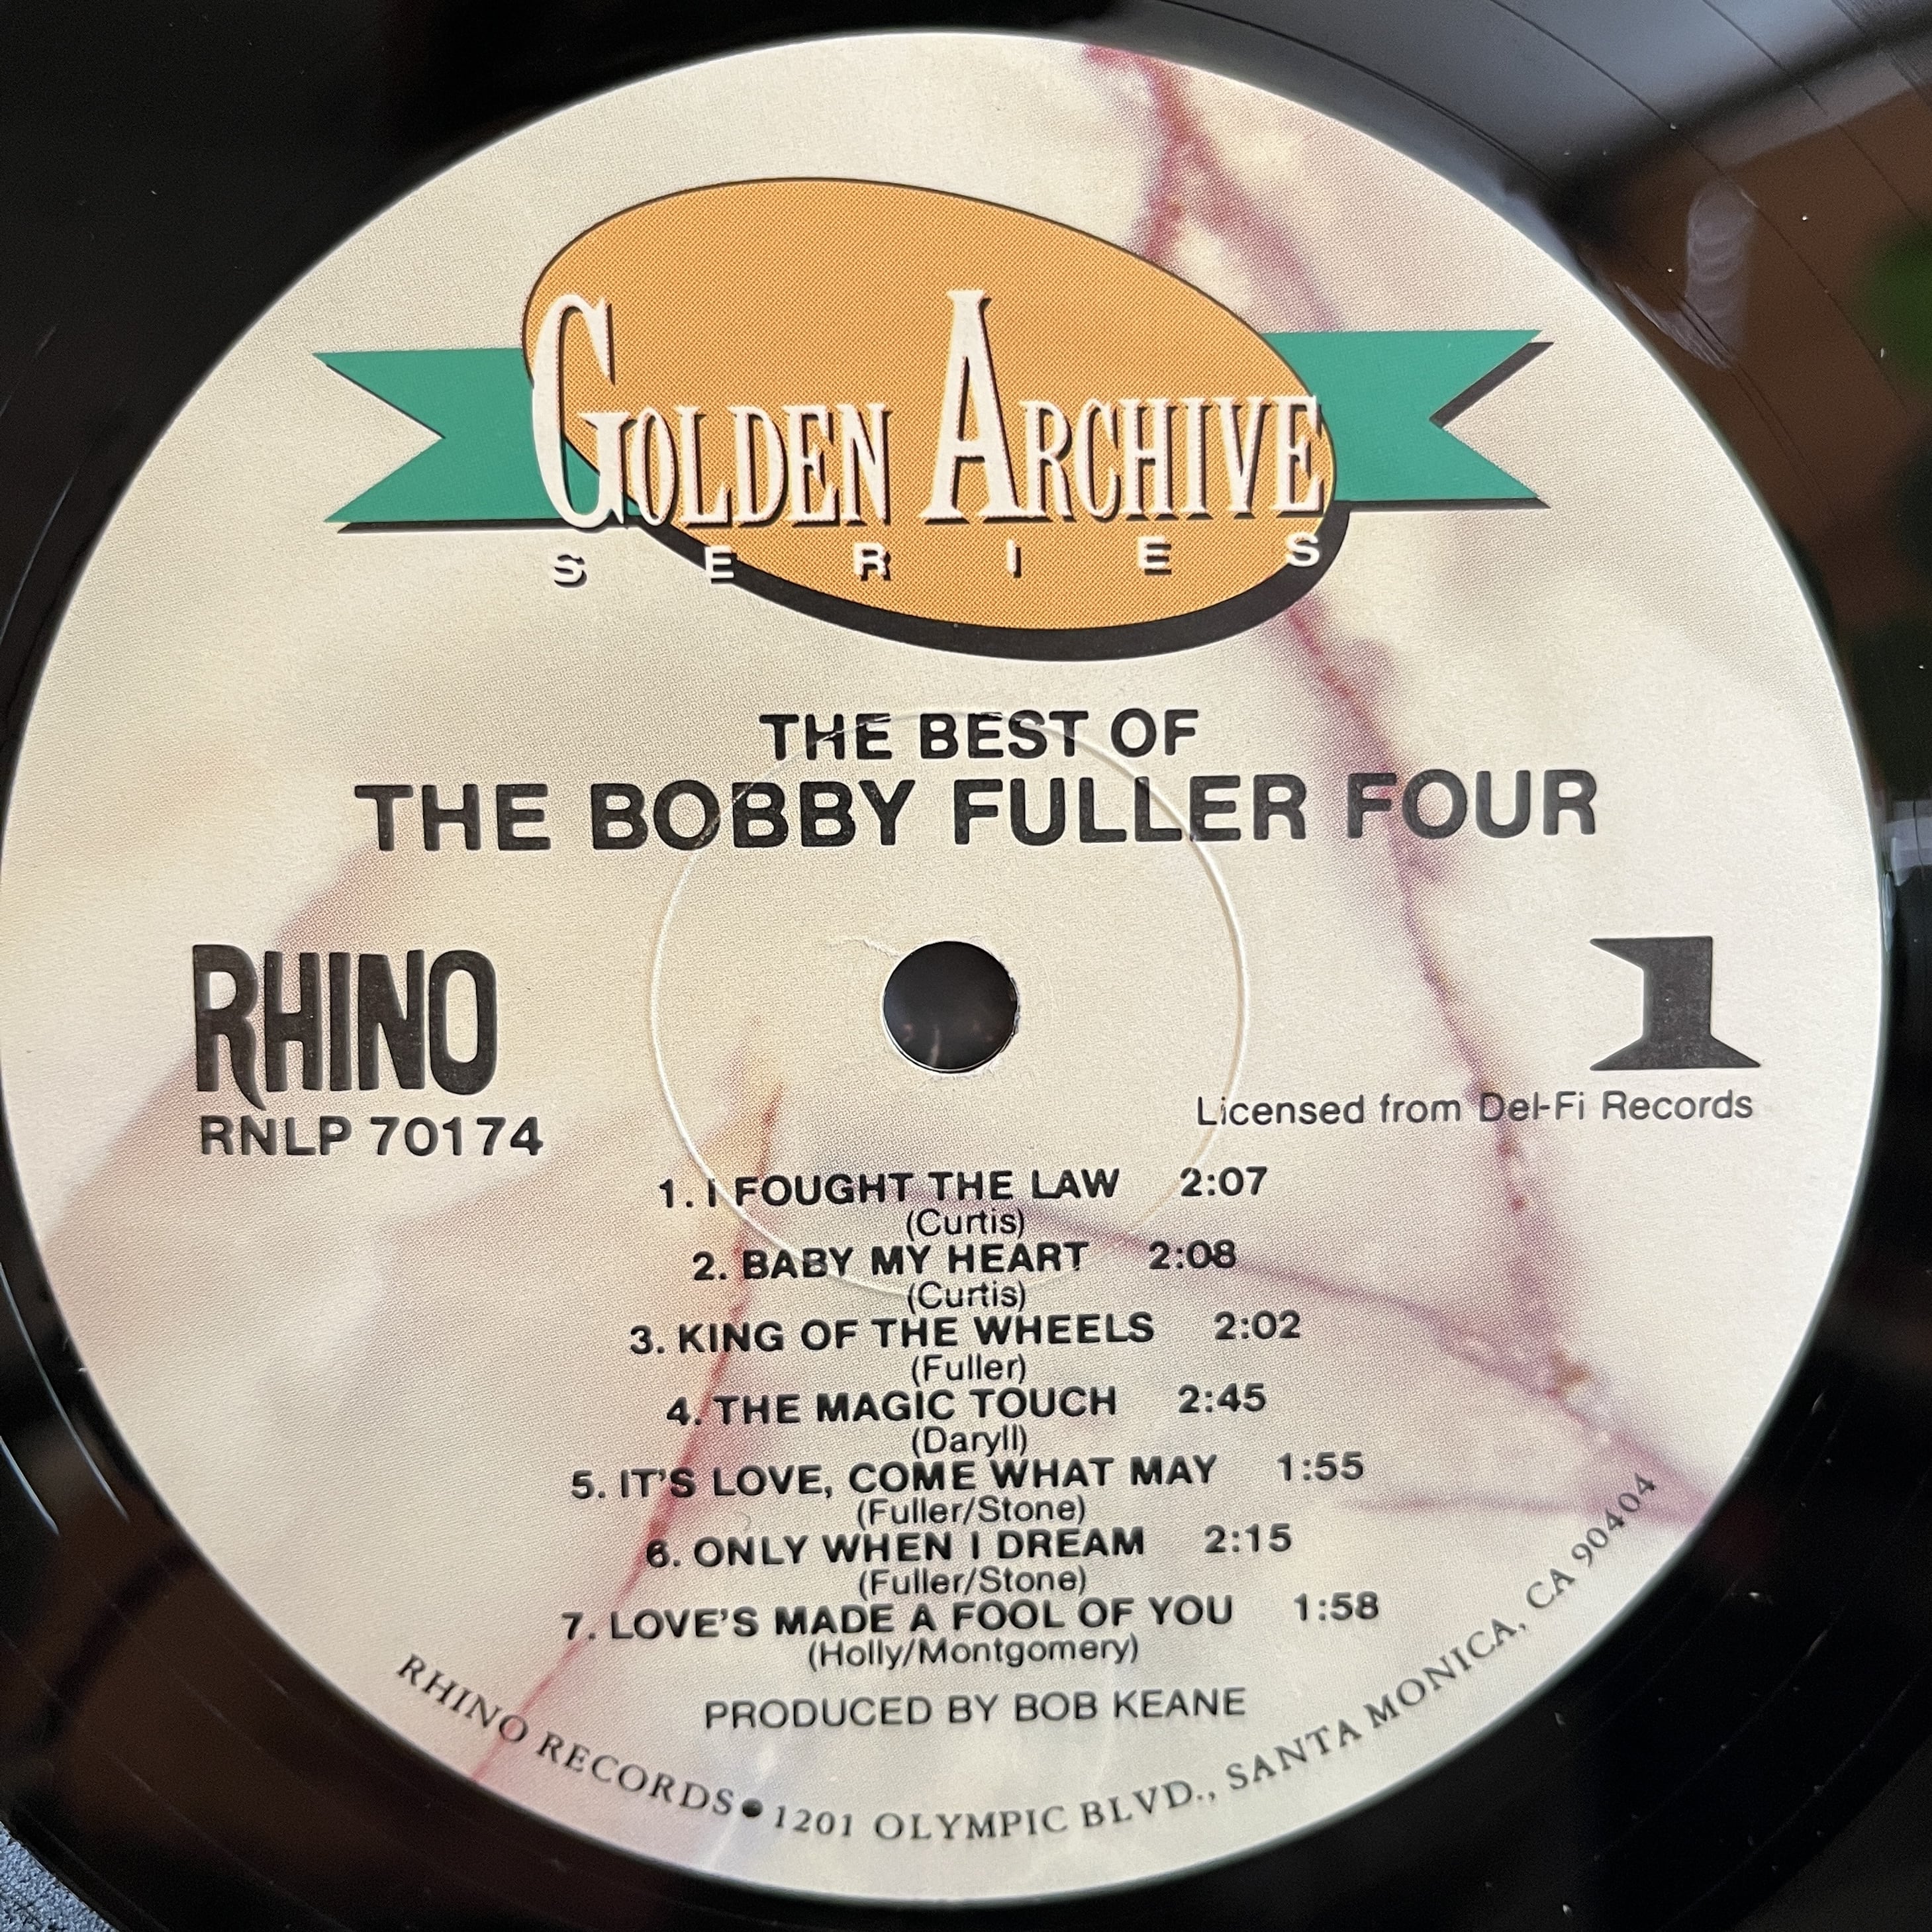 GOLDEN ARCHIVE
SERIES
THE BEST OF
THE BOBBY FULLER FOUR
RHINO
RNLP 70174
1
Licensed from Del-Fi Records
1. I FOUGHT THE LAW 2:07
(Curtis)
2. BABY MY HEART 2:08
(Curtis)
3. KING OF THE WHEELS 2:02
(Fuller)
4. THE MAGIC TOUCH 2:45
(Daryll)
5. IT'S LOVE, COME WHAT MAY 1:55
(Fuller/Stone)
6. ONLY WHEN I DREAM 2:15
(Fuller/Stone)
7. LOVE'S MADE A FOOL OF YOU 1:58
(Holly/Montgomery)
PRODUCED BY BOB KEANE
RHINO RECORDS • 1201 OLYMPIC BLVD., SANTA MONICA, CA 90404